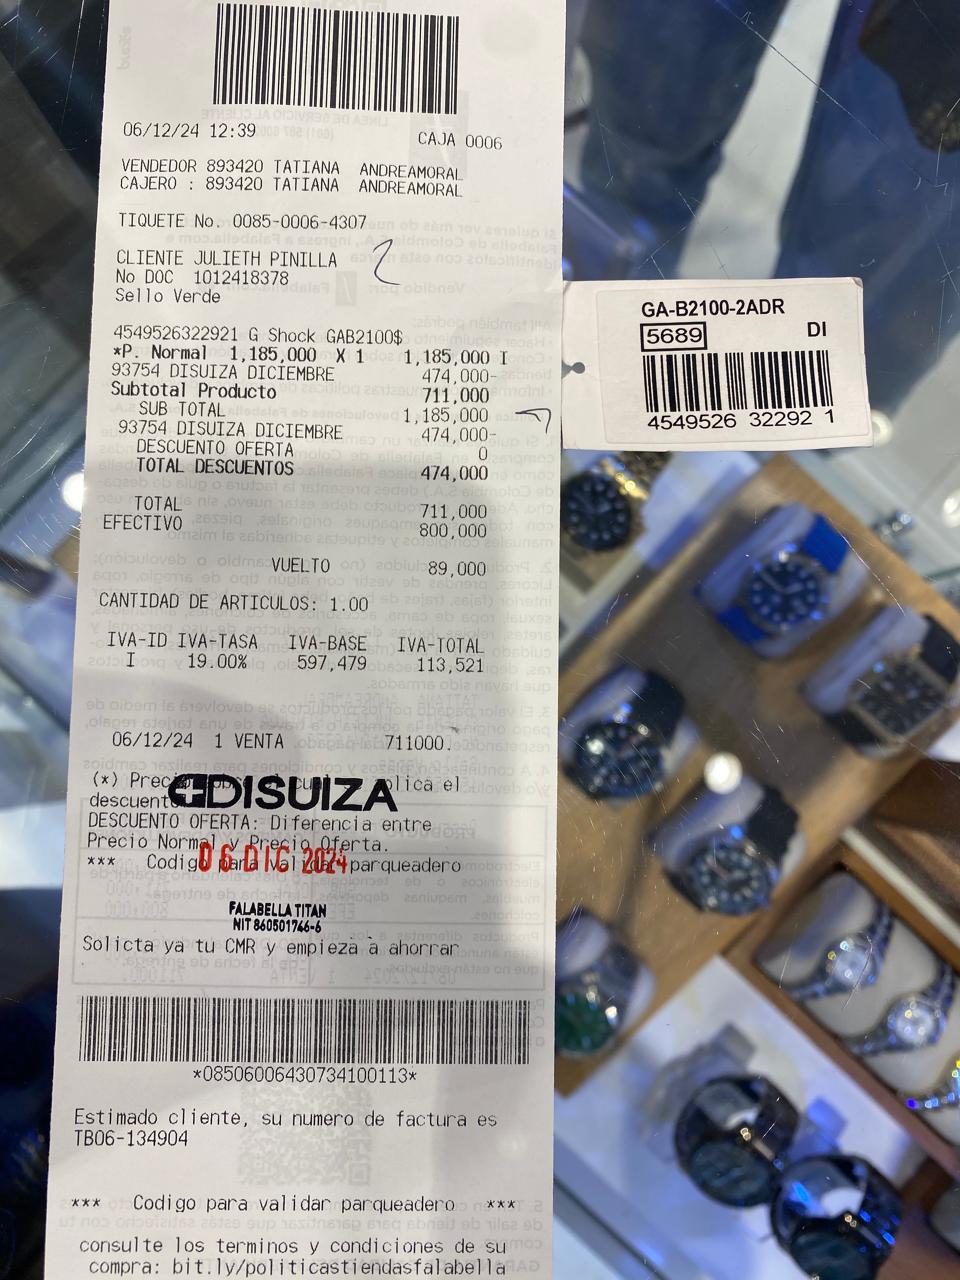 06/12/24 12:39 CAJA 0006
VENDEDOR 893420 TATIANA ANDREAMORAL
CAJERO : 893420 TATIANA ANDREAMORAL
TIQUETE No. 0085-0006-4307
CLIENTE JULIETH PINILLA
No DOC 1012418378
Sello Verde
4549526322921 G Shock GAB2100$
*P. Normal 1,185,000 X 1 1,185,000 I
93754 DISUIZA DICIEMBRE 474,000-
Subtotal Producto 711,000
SUB TOTAL 1,185,000
93754 DISUIZA DICIEMBRE 474,000-
DESCUENTO OFERTA 0
TOTAL DESCUENTOS 474,000
TOTAL 711,000
EFECTIVO 800,000
VUELTO 89,000
CANTIDAD DE ARTICULOS: 1.00
IVA-ID IVA-TASA IVA-BASE IVA-TOTAL
I 19.00% 597,479 113,521
06/12/24 1 VENTA 711000.
(*) Precio aplica el
DISUIZA
descuento
DESCUENTO OFERTA: Diferencia entre
Precio Normal y Precio Oferta.
*** Codigo para validar parqueadero
06 DIC 2024
FALABELLA TITAN
NIT 860501746-6
Solicta ya tu CMR y empieza a ahorrar
*08506006430734100113*
Estimado cliente, su numero de factura es
TB06-134904
*** Codigo para validar parqueadero ***
consulte los terminos y condiciones de su
compra: bit.ly/politicastiendasfalabella
GA-B2100-2ADR
5689 DI
4549526 32292 1